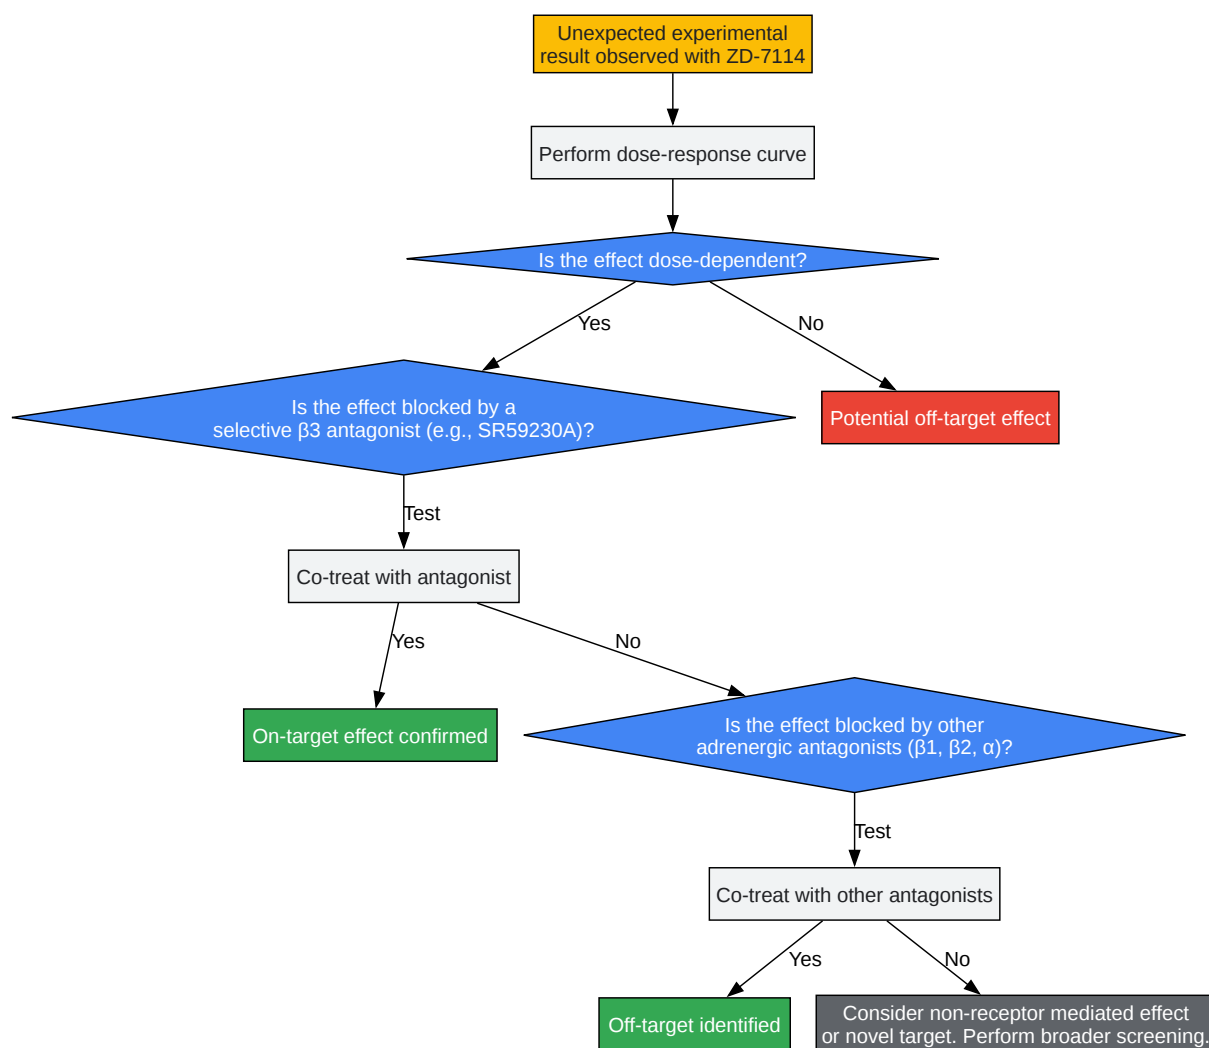 Unexpected experimental
result observed with ZD-7114
Perform dose-response curve
Is the effect dose-dependent?
Yes
No
Is the effect blocked by a
selective β3 antagonist (e.g., SR59230A)?
Potential off-target effect
Test
Co-treat with antagonist
Yes
No
On-target effect confirmed
Is the effect blocked by other
adrenergic antagonists (β1, β2, α)?
Test
Co-treat with other antagonists
Yes
No
Off-target identified
Consider non-receptor mediated effect
or novel target. Perform broader screening.